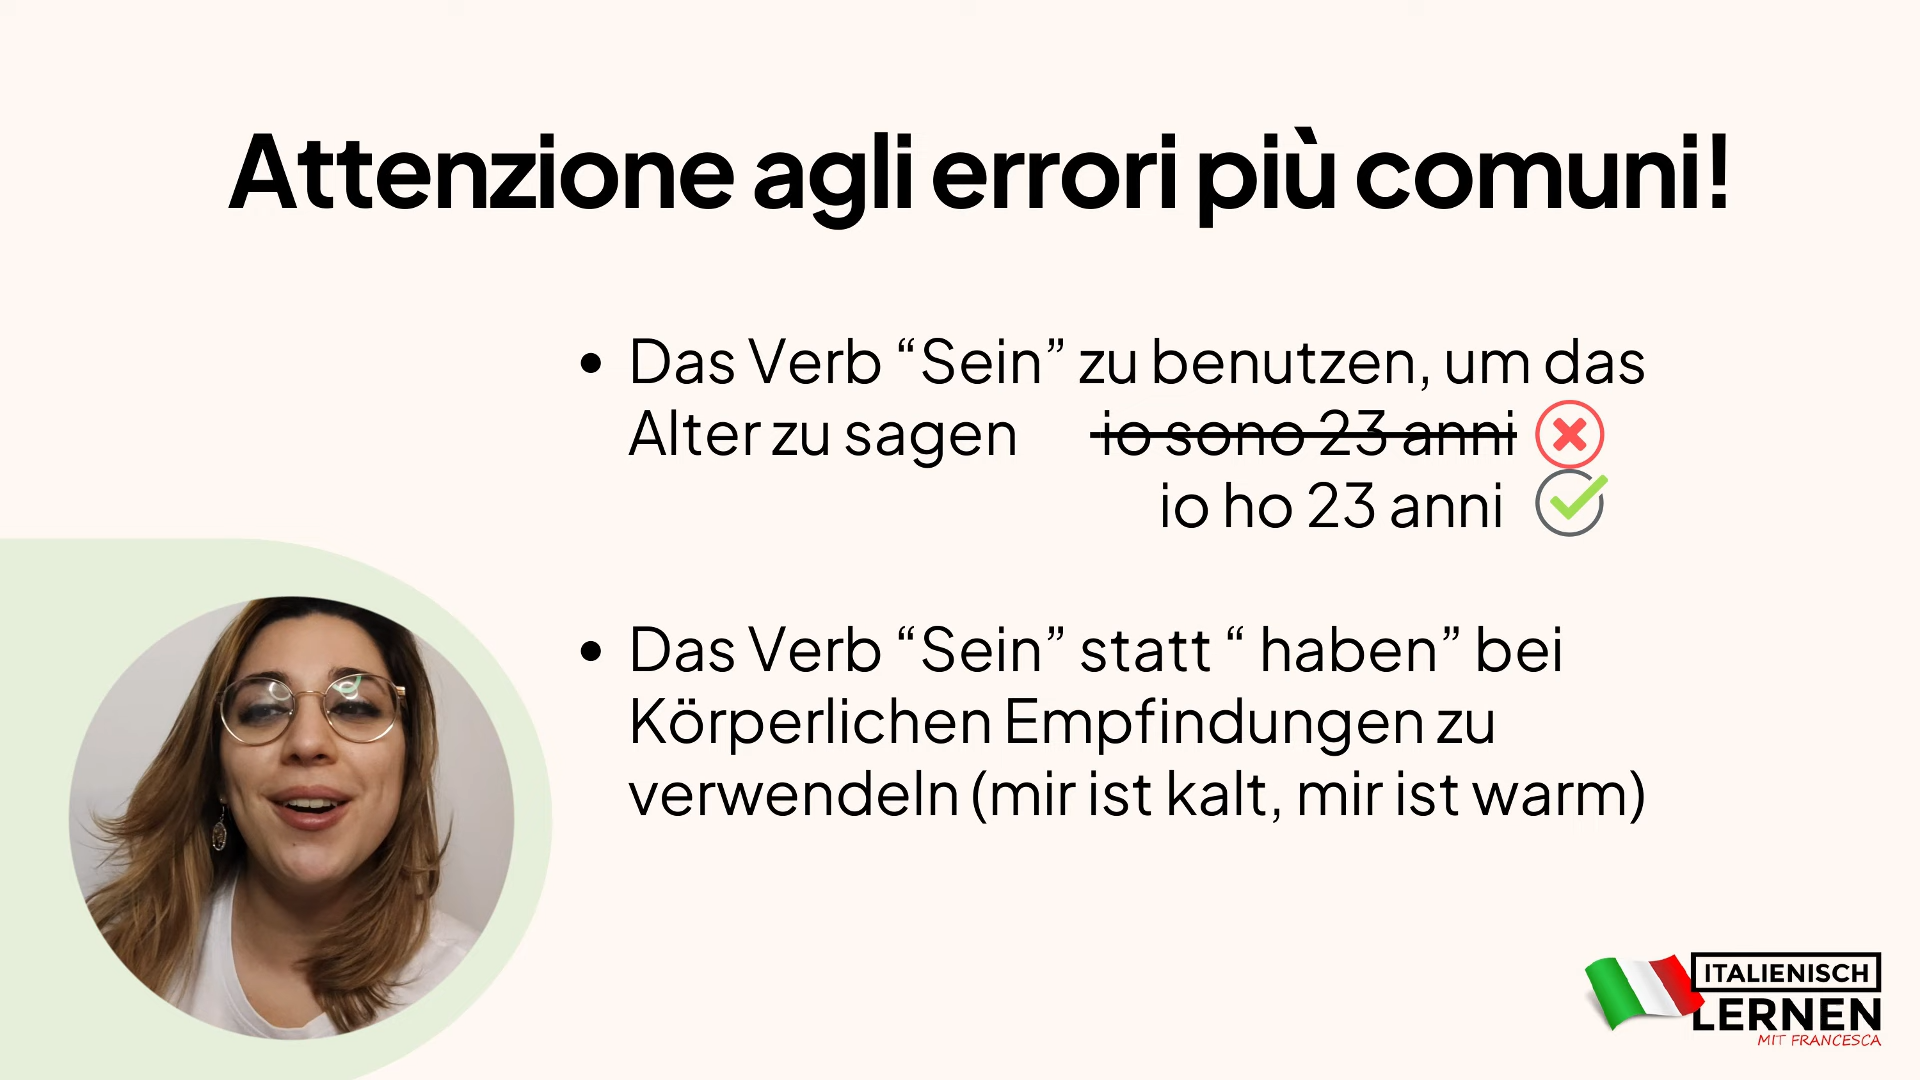 Attenzione agli errori più comuni!
• Das Verb “Sein” zu benutzen, um das
Alter zu sagen io sono 23 anni
io ho 23 anni
• Das Verb “Sein” statt “ haben” bei
Körperlichen Empfindungen zu
verwendeln (mir ist kalt, mir ist warm)
ITALIENISCH
LERNEN
MIT FRANCESCA